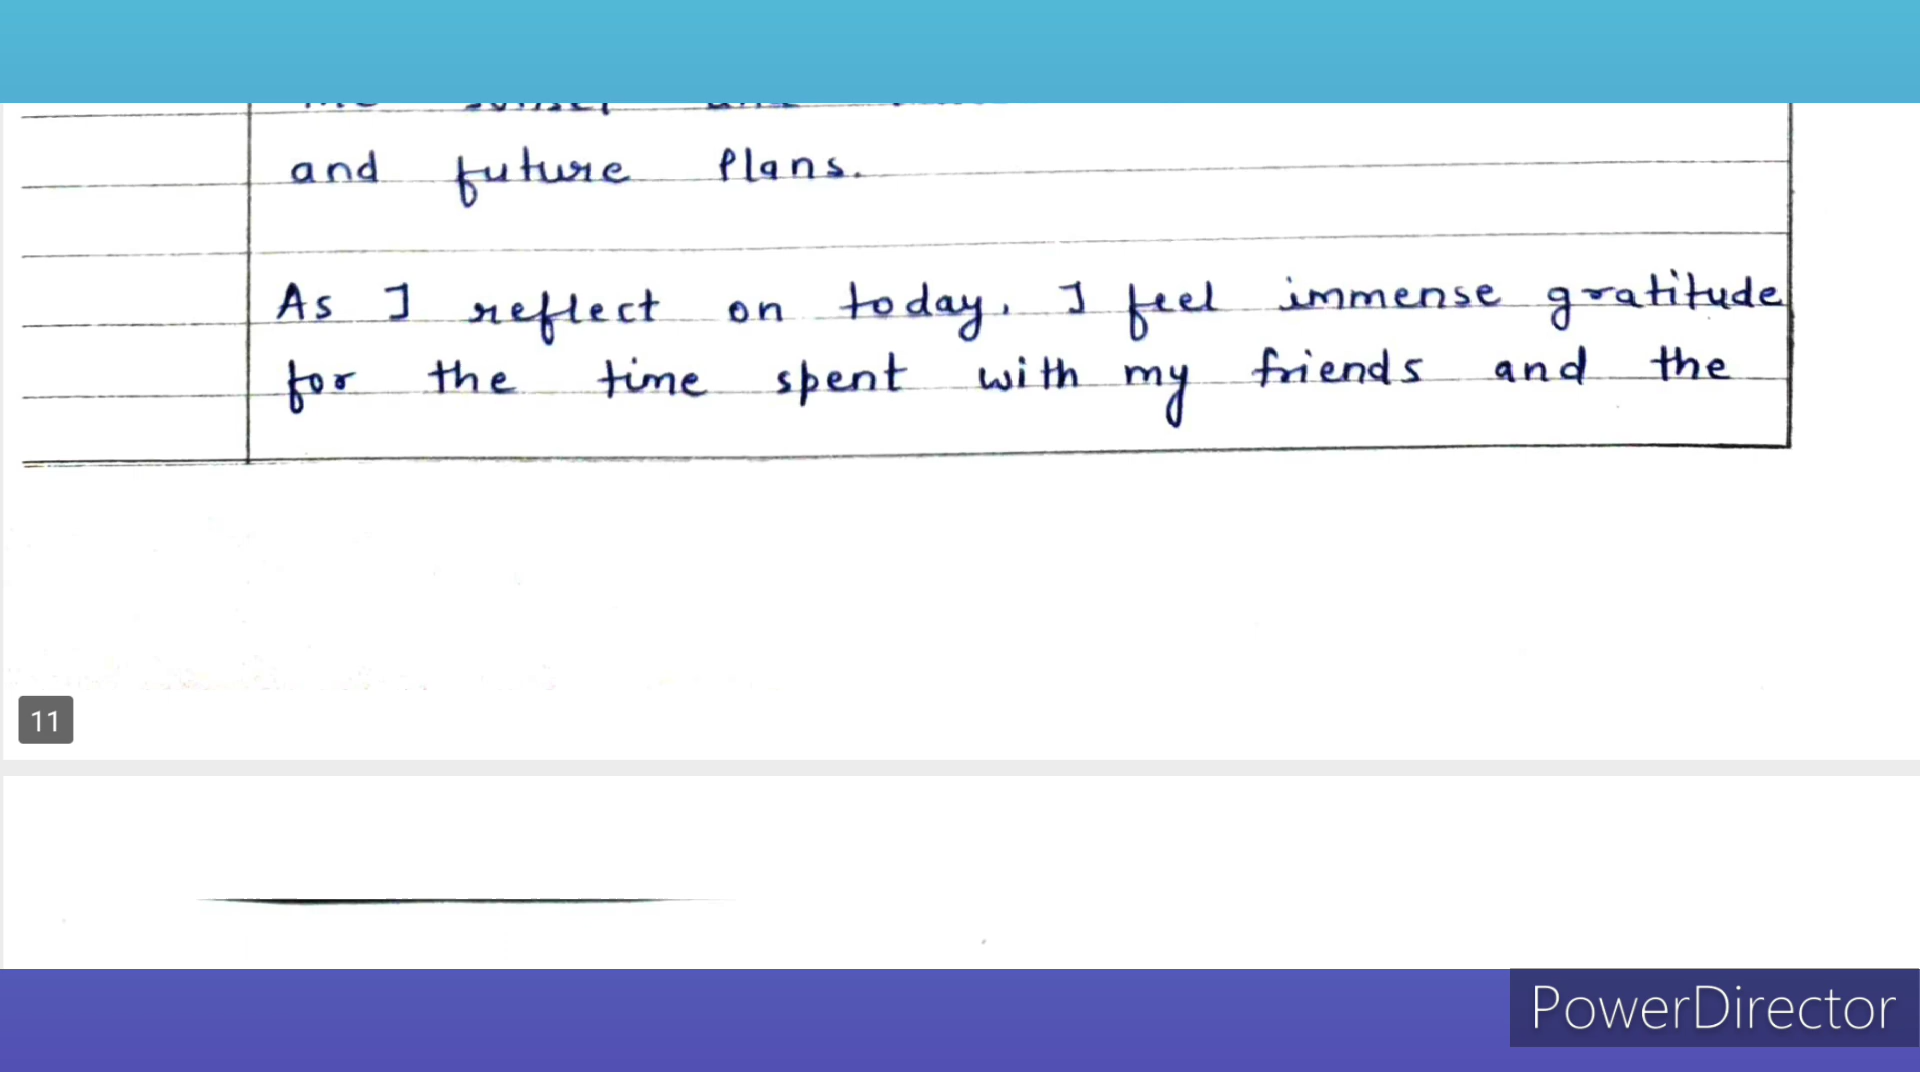 and future Plans.
As I reflect on today, I feel immense gratitude
for the time spent with my friends and the
11
PowerDirector